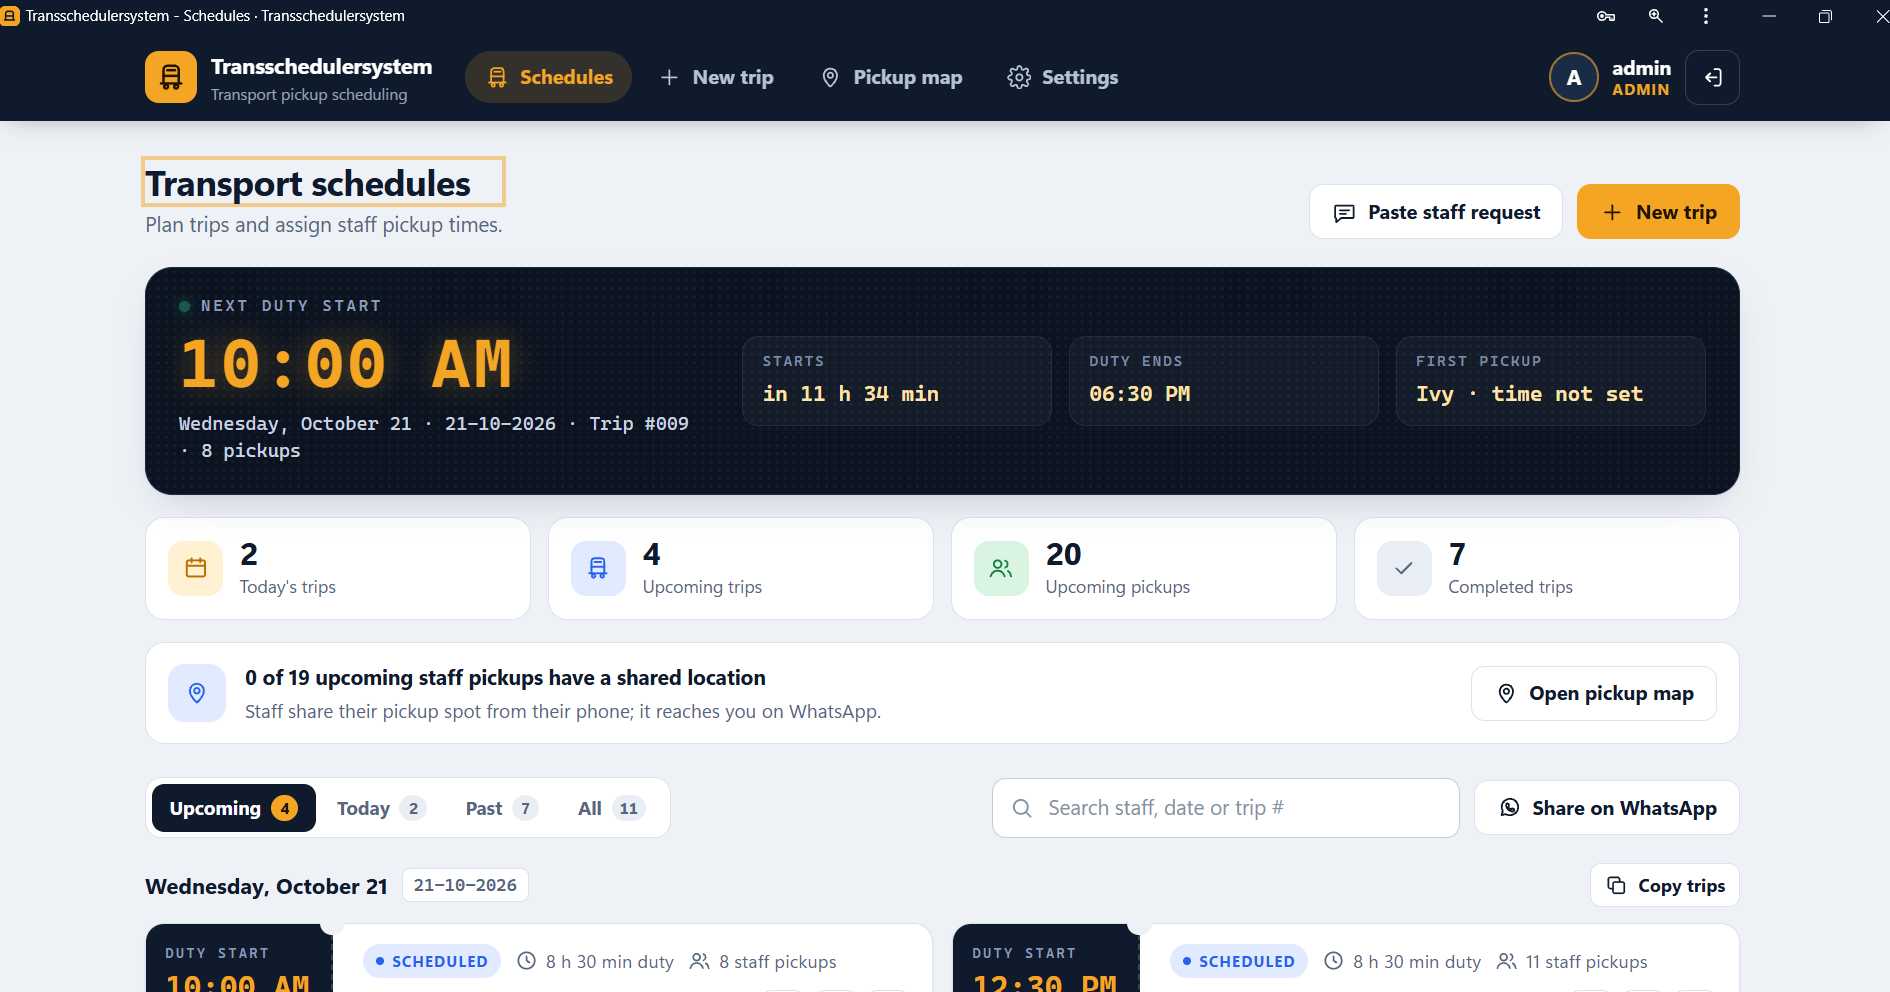 Transschedulersystem - Schedules · Transschedulersystem
Transschedulersystem
Transport pickup scheduling
Schedules
New trip
Pickup map
Settings
A
admin
ADMIN
Transport schedules
Plan trips and assign staff pickup times.
Paste staff request
New trip
NEXT DUTY START
10:00 AM
Wednesday, October 21 · 21-10-2026 · Trip #009
· 8 pickups
STARTS
in 11 h 34 min
DUTY ENDS
06:30 PM
FIRST PICKUP
Ivy · time not set
2
Today's trips
4
Upcoming trips
20
Upcoming pickups
7
Completed trips
0 of 19 upcoming staff pickups have a shared location
Staff share their pickup spot from their phone; it reaches you on WhatsApp.
Open pickup map
Upcoming 4
Today 2
Past 7
All 11
Search staff, date or trip #
Share on WhatsApp
Wednesday, October 21
21-10-2026
Copy trips
DUTY START
10:00 AM
SCHEDULED
8 h 30 min duty
8 staff pickups
DUTY START
12:30 PM
SCHEDULED
8 h 30 min duty
11 staff pickups